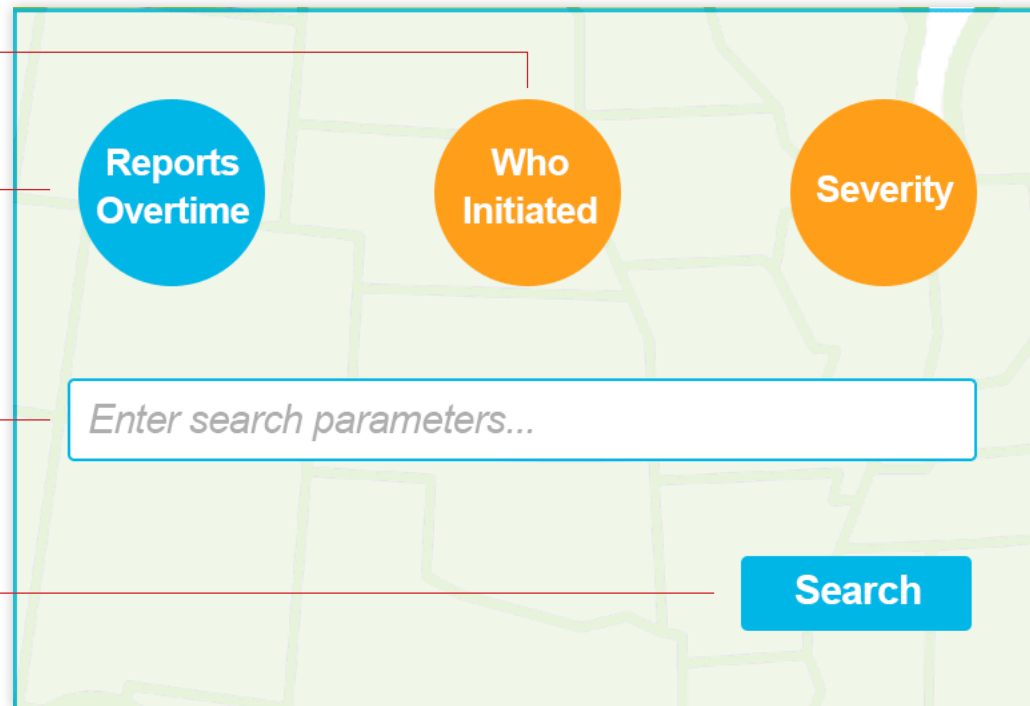 Reports
Overtime
Who
Initiated
Severity
Enter search parameters...
Search